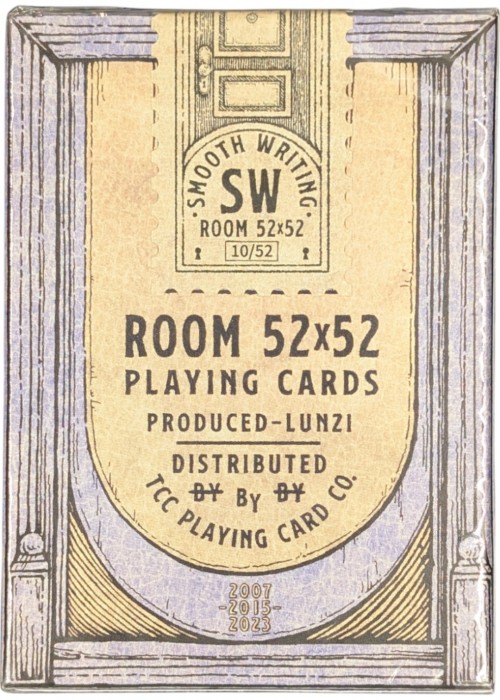 SMOOTH WRITING
SW
ROOM 52x52
10/52
ROOM 52x52
PLAYING CARDS
PRODUCED-LUNZI
DISTRIBUTED
BY BY BY
TCC PLAYING CARD CO.
2007
-2015-
2023